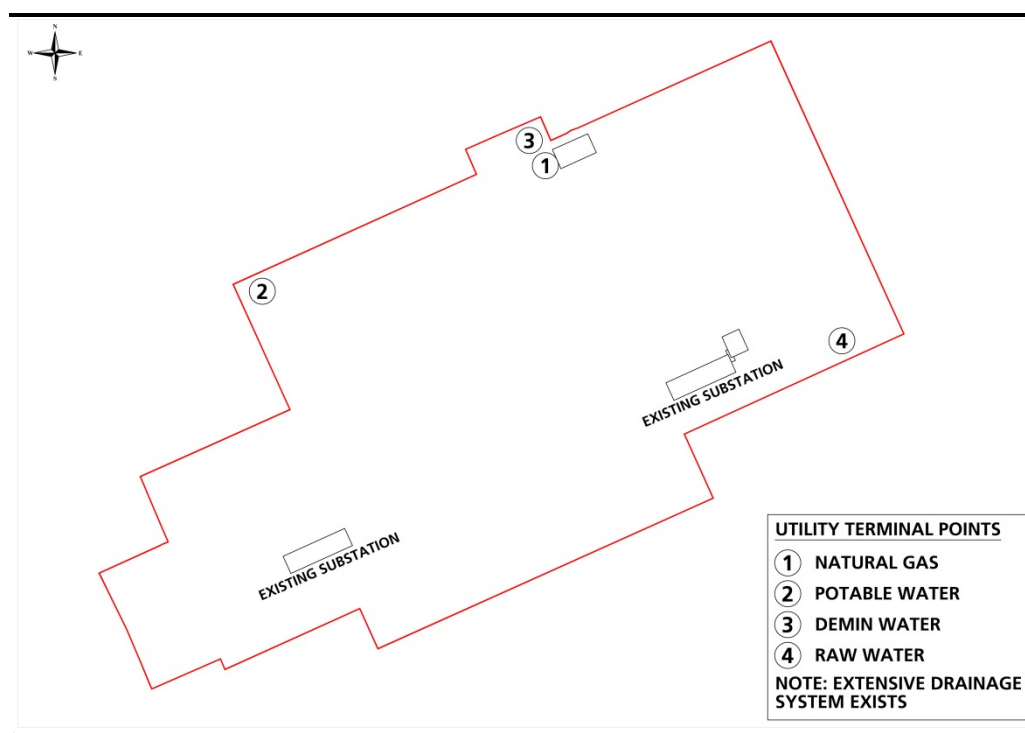 N
W E
S
3
1
2
4
EXISTING SUBSTATION
EXISTING SUBSTATION
UTILITY TERMINAL POINTS
1 NATURAL GAS
2 POTABLE WATER
3 DEMIN WATER
4 RAW WATER
NOTE: EXTENSIVE DRAINAGE
SYSTEM EXISTS